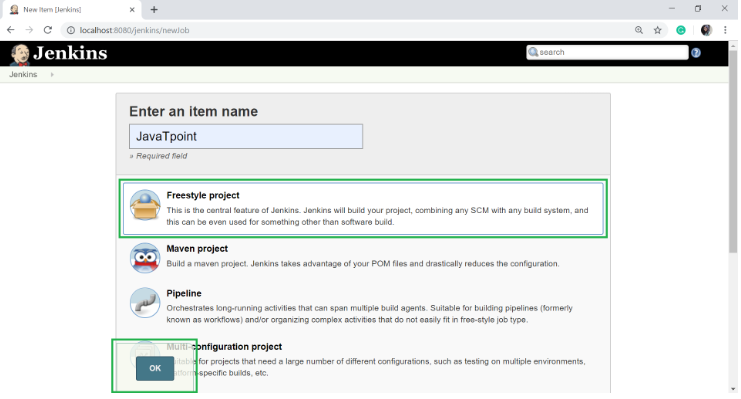 New Item [Jenkins]
localhost:8080/jenkins/newJob
Jenkins
search
Jenkins
Enter an item name
JavaTpoint
» Required field
Freestyle project
This is the central feature of Jenkins. Jenkins will build your project, combining any SCM with any build system, and
this can be even used for something other than software build.
Maven project
Build a maven project. Jenkins takes advantage of your POM files and drastically reduces the configuration.
Pipeline
Orchestrates long-running activities that can span multiple build agents. Suitable for building pipelines (formerly
known as workflows) and/or organizing complex activities that do not easily fit in free-style job type.
Multi-configuration project
Suitable for projects that need a large number of different configurations, such as testing on multiple environments,
platform-specific builds, etc.
OK